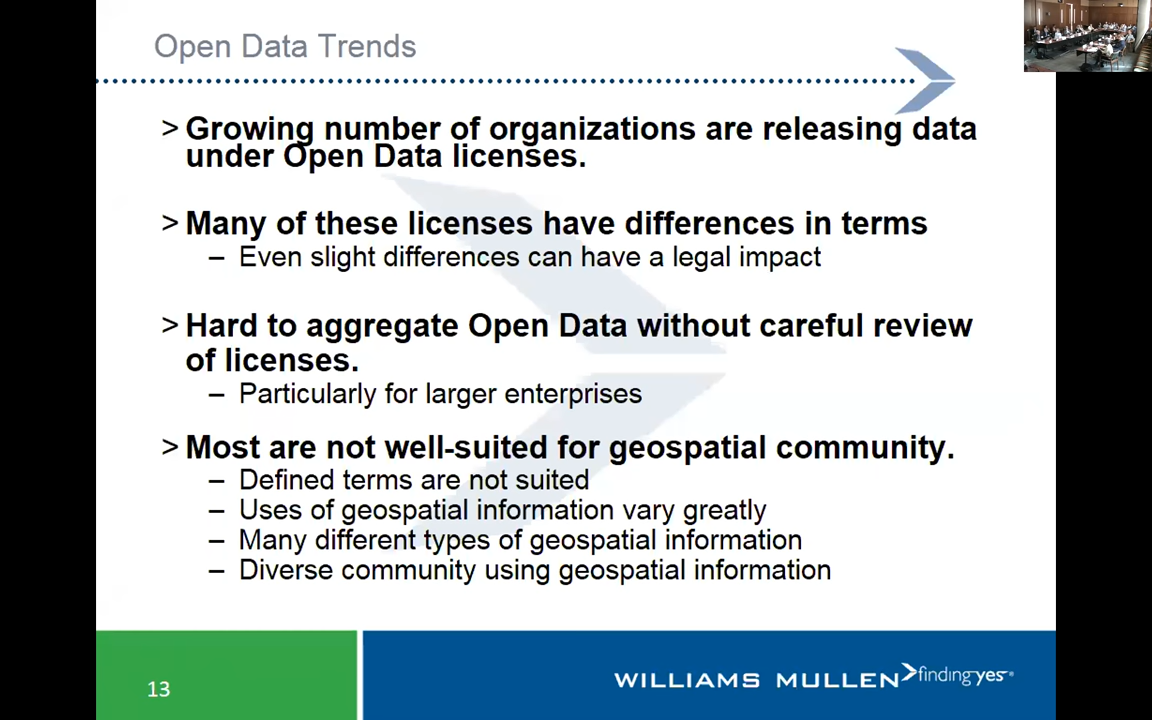 Open Data Trends
> Growing number of organizations are releasing data
under Open Data licenses.
> Many of these licenses have differences in terms
– Even slight differences can have a legal impact
> Hard to aggregate Open Data without careful review
of licenses.
– Particularly for larger enterprises
> Most are not well-suited for geospatial community.
– Defined terms are not suited
– Uses of geospatial information vary greatly
– Many different types of geospatial information
– Diverse community using geospatial information
13
WILLIAMS MULLEN finding yes®